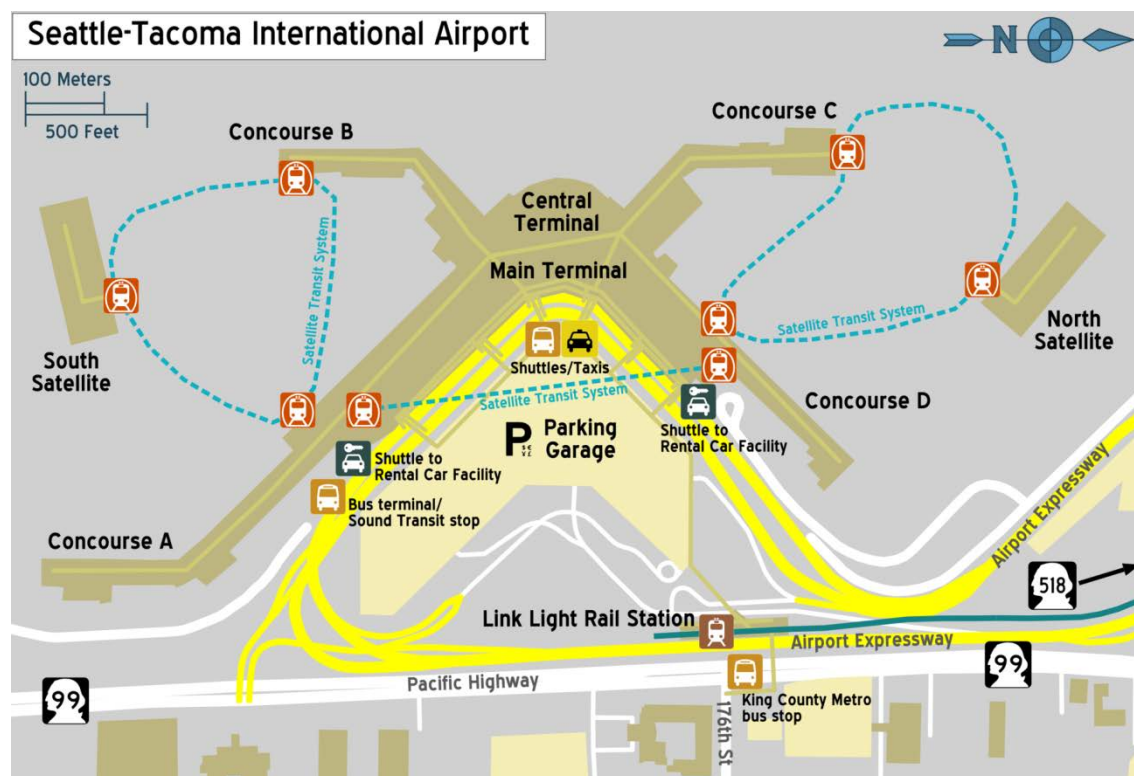 Seattle-Tacoma International Airport
N
100 Meters
500 Feet
Concourse B
Concourse C
Central
Terminal
Main Terminal
Satellite Transit System
Satellite Transit System
South
Satellite
North
Satellite
Shuttles/Taxis
Satellite Transit System
Concourse D
P
Parking
Garage
Shuttle to
Rental Car Facility
Shuttle to
Rental Car Facility
Bus terminal/
Sound Transit stop
Concourse A
Airport Expressway
518
Link Light Rail Station
Airport Expressway
99
99
Pacific Highway
King County Metro
bus stop
176th St